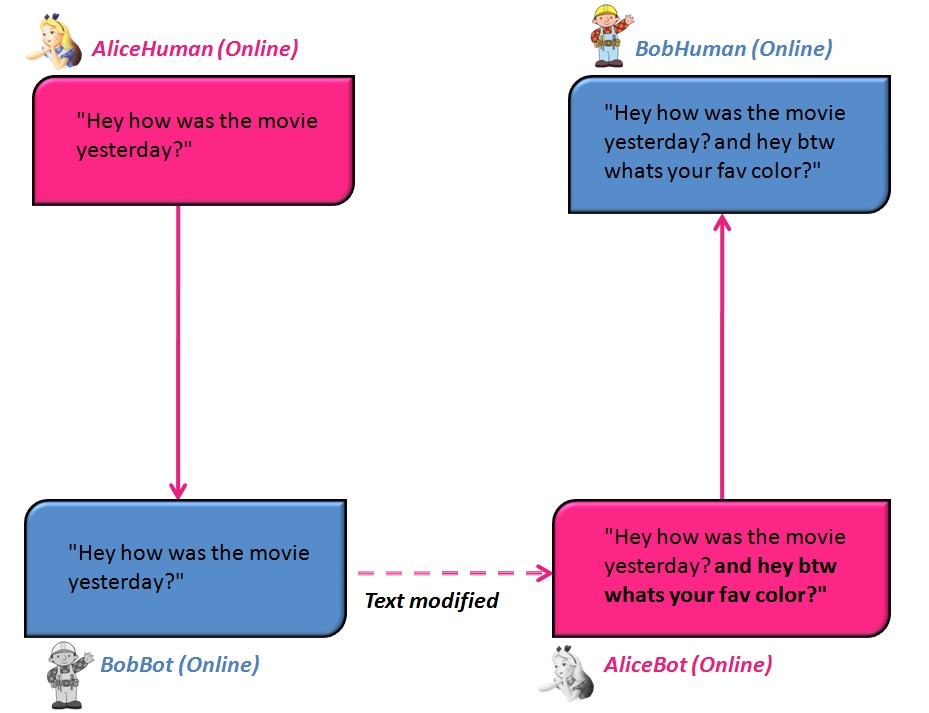 AliceHuman (Online)
BobHuman (Online)
"Hey how was the movie
yesterday?"
"Hey how was the movie
yesterday? and hey btw
whats your fav color?"
"Hey how was the movie
yesterday?"
Text modified
"Hey how was the movie
yesterday? and hey btw
whats your fav color?"
BobBot (Online)
AliceBot (Online)